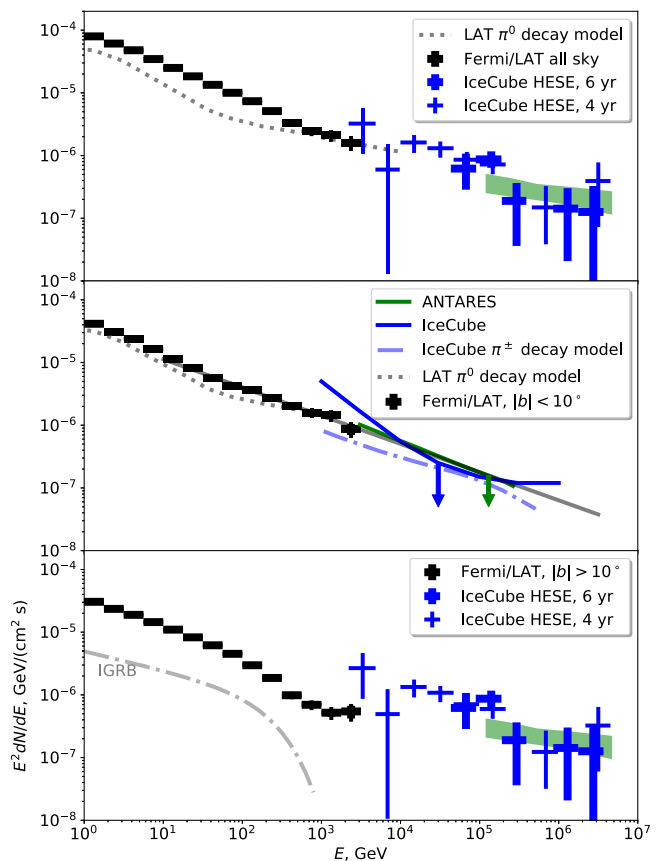 10⁻⁴
10⁻⁵
10⁻⁶
10⁻⁷
10⁻⁸
LAT π⁰ decay model
Fermi/LAT all sky
IceCube HESE, 6 yr
IceCube HESE, 4 yr
10⁻⁴
10⁻⁵
10⁻⁶
10⁻⁷
10⁻⁸
ANTARES
IceCube
IceCube π± decay model
LAT π⁰ decay model
Fermi/LAT, |b| < 10°
E²dN/dE, GeV/(cm² s)
10⁻⁴
10⁻⁵
10⁻⁶
10⁻⁷
10⁻⁸
Fermi/LAT, |b| > 10°
IceCube HESE, 6 yr
IceCube HESE, 4 yr
IGRB
10⁰ 10¹ 10² 10³ 10⁴ 10⁵ 10⁶ 10⁷
E, GeV